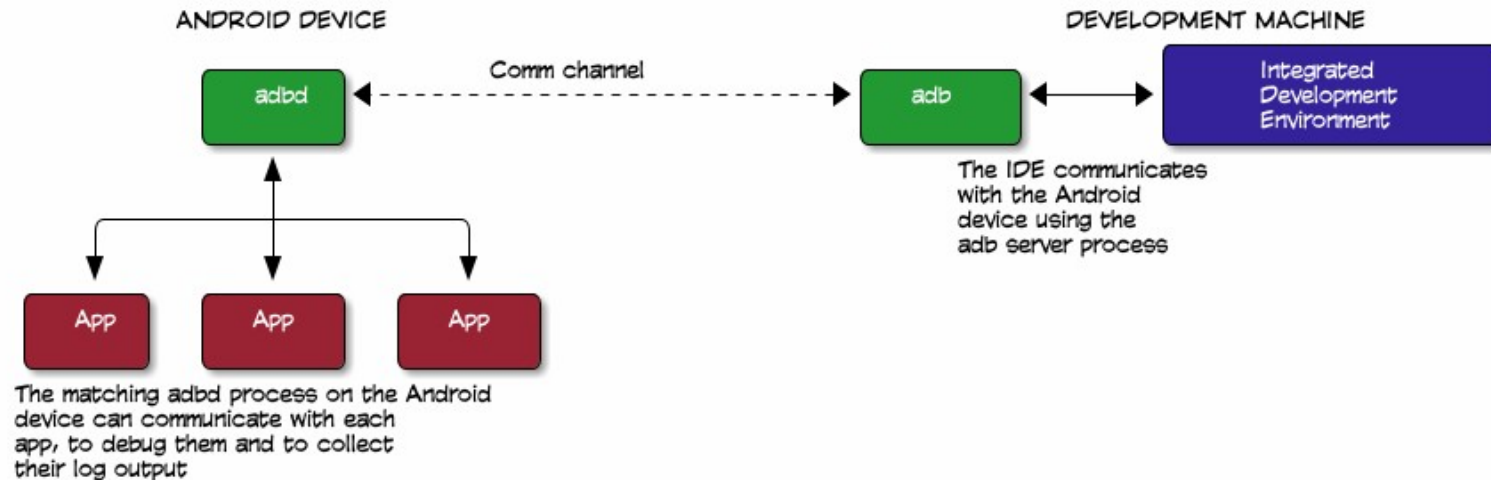 ANDROID DEVICE
DEVELOPMENT MACHINE
adbd
Comm channel
adb
Integrated
Development
Environment
The IDE communicates
with the Android
device using the
adb server process
App
App
App
The matching adbd process on the Android
device can communicate with each
app, to debug them and to collect
their log output